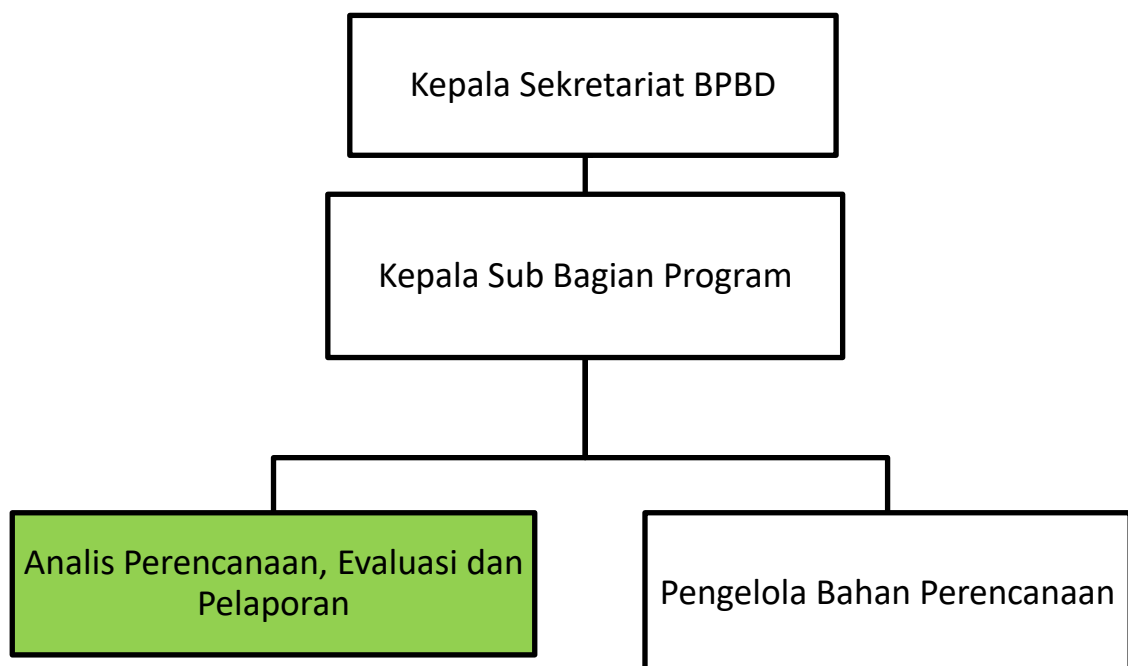 Kepala Sekretariat BPBD
Kepala Sub Bagian Program
Analis Perencanaan, Evaluasi dan
Pelaporan
Pengelola Bahan Perencanaan